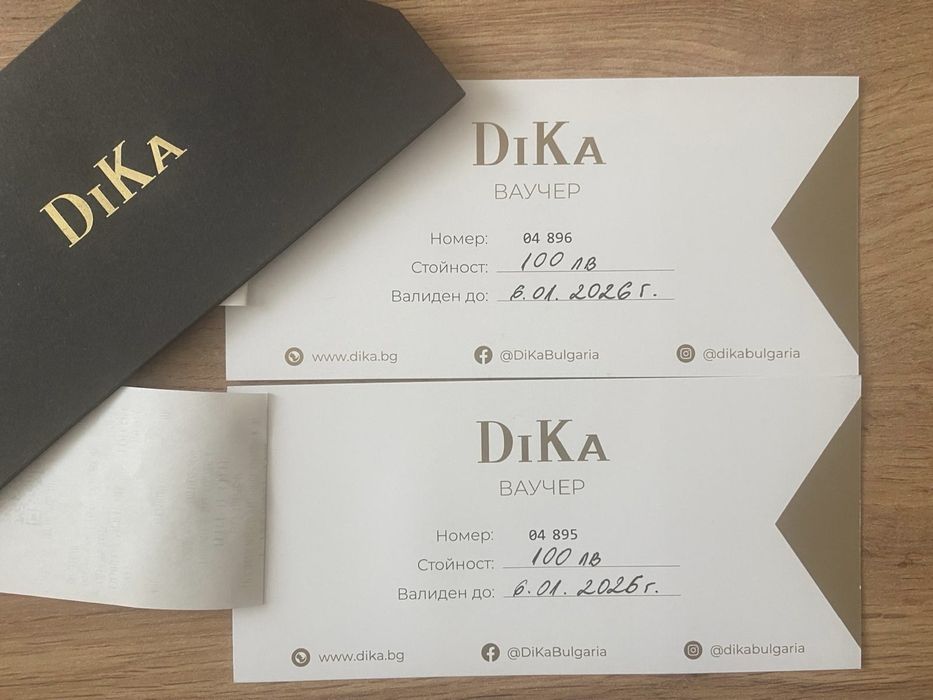 DiKa
DiKa
ВАУЧЕР
Номер: 04 896
Стойност: 100 лв
Валиден до: 6.01. 2026 г.
www.dika.bg @DiKaBulgaria @dikabulgaria
DiKa
ВАУЧЕР
Номер: 04 895
Стойност: 100 лв
Валиден до: 6.01. 2026 г.
www.dika.bg @DiKaBulgaria @dikabulgaria